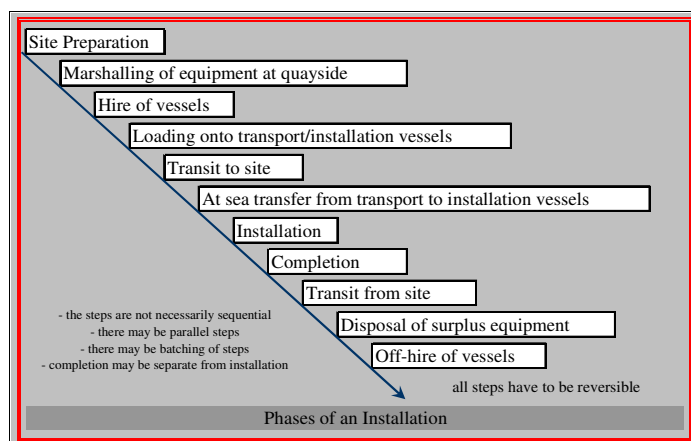 Site Preparation
Marshalling of equipment at quayside
Hire of vessels
Loading onto transport/installation vessels
Transit to site
At sea transfer from transport to installation vessels
Installation
Completion
Transit from site
Disposal of surplus equipment
Off-hire of vessels
- the steps are not necessarily sequential
- there may be parallel steps
- there may be batching of steps
- completion may be separate from installation
all steps have to be reversible
Phases of an Installation